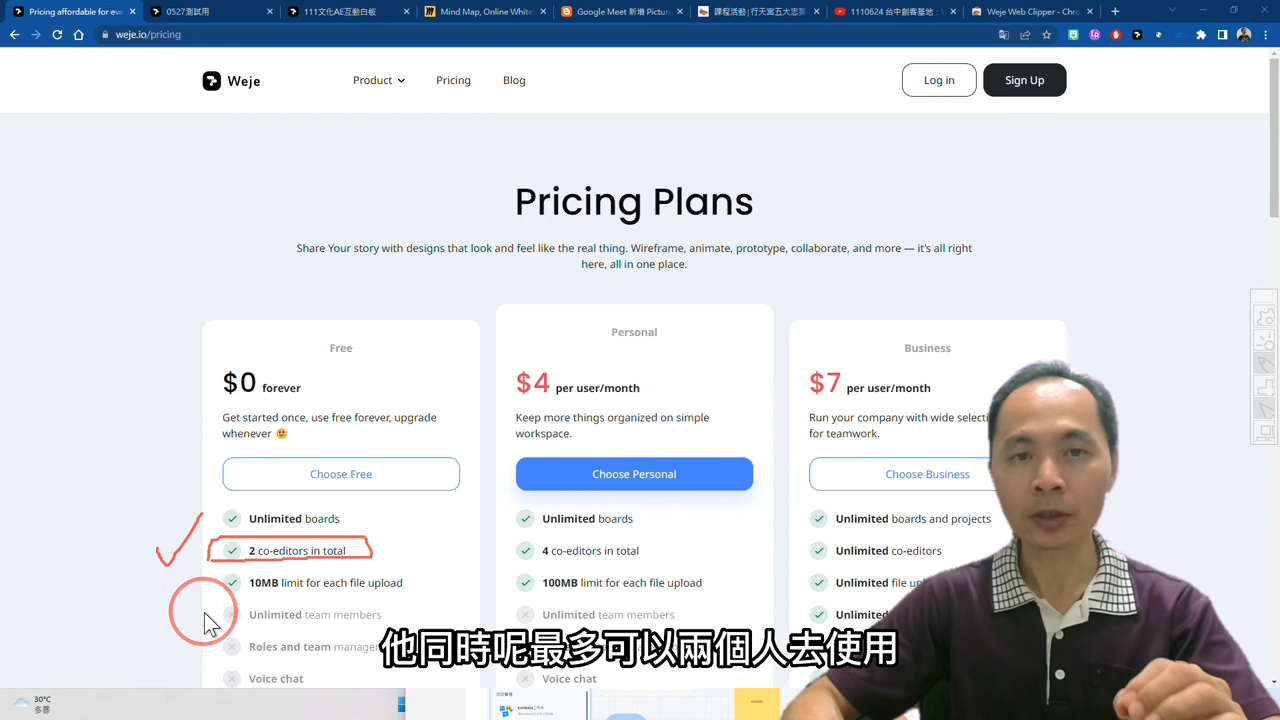 Pricing affordable for eve
0527測試用
111文化AE互動白板
Mind Map, Online White
Google Meet 新增 Pictur
課程活動 | 行天宮五大志業
1110624 台中創客基地：
Weje Web Clipper - Chro
weje.io/pricing
Weje
Product
Pricing
Blog
Log in
Sign Up
Pricing Plans
Share Your story with designs that look and feel like the real thing. Wireframe, animate, prototype, collaborate, and more — it's all right
here, all in one place.
Free
$0 forever
Get started once, use free forever, upgrade
whenever
Choose Free
Unlimited boards
2 co-editors in total
10MB limit for each file upload
Unlimited team members
Roles and team manager
Voice chat
Personal
$4 per user/month
Keep more things organized on simple
workspace.
Choose Personal
Unlimited boards
4 co-editors in total
100MB limit for each file upload
Unlimited team members
Voice chat
Business
$7 per user/month
Run your company with wide selecti
for teamwork.
Choose Business
Unlimited boards and projects
Unlimited co-editors
Unlimited file up
Unlimited
他同時呢最多可以兩個人去使用
30°C
多雲